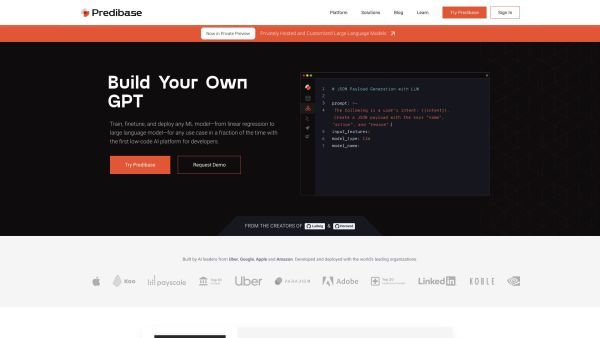 Predibase
Platform
Solutions
Blog
Learn
Try Predibase
Sign In
Now in Private Preview
Privately Hosted and Customized Large Language Models
Build Your Own
GPT
Train, finetune, and deploy any ML model—from linear regression to
large language model—for any use case in a fraction of the time with
the first low-code AI platform for developers.
Try Predibase
Request Demo
1 # JSON Payload Generation with LLM
2
3 prompt: >-
4 The following is a user's intent: {{intent}}.
Create a JSON payload with the keys "name",
"action", and "reason"
5 input_features:
6 model_type: llm
7 model_name:
FROM THE CREATORS OF Ludwig & Horovod
Built by AI leaders from Uber, Google, Apple and Amazon. Developed and deployed with the world's leading organizations
Koo
payscale
Uber
PARAJION
Adobe
LinkedIn
KOBLE